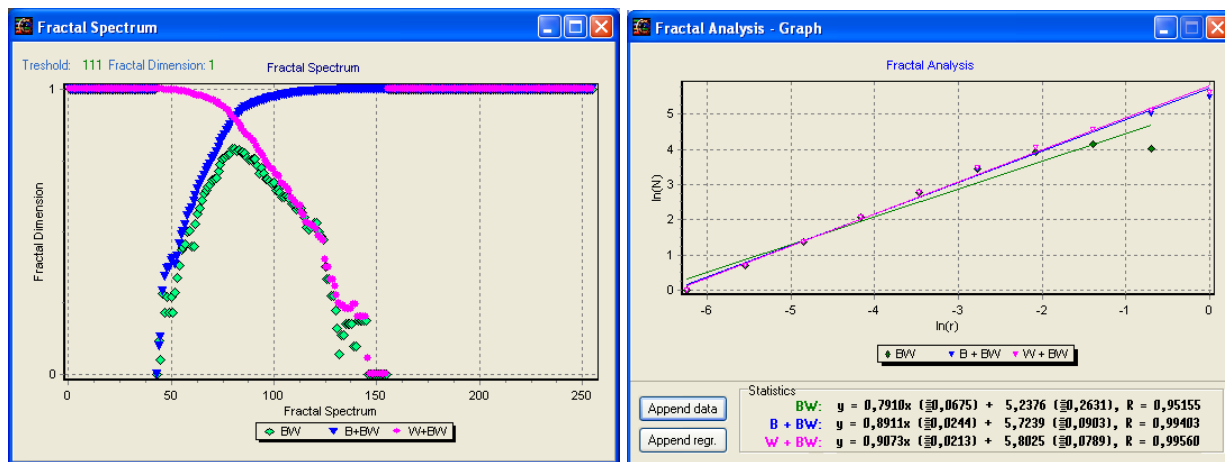 Fractal Spectrum
Treshold: 111 Fractal Dimension: 1
Fractal Spectrum
1
0
Fractal Dimension
0 50 100 150 200 250
Fractal Spectrum
BW B+BW W+BW
Fractal Analysis - Graph
Fractal Analysis
5
4
3
2
1
0
ln(N)
-6 -5 -4 -3 -2 -1 0
ln(r)
BW B + BW W + BW
Append data
Append regr.
Statistics
BW: y = 0,7910x (≣0,0675) + 5,2376 (≣0,2631), R = 0,95155
B + BW: y = 0,8911x (≣0,0244) + 5,7239 (≣0,0903), R = 0,99403
W + BW: y = 0,9073x (≣0,0213) + 5,8025 (≣0,0789), R = 0,99560